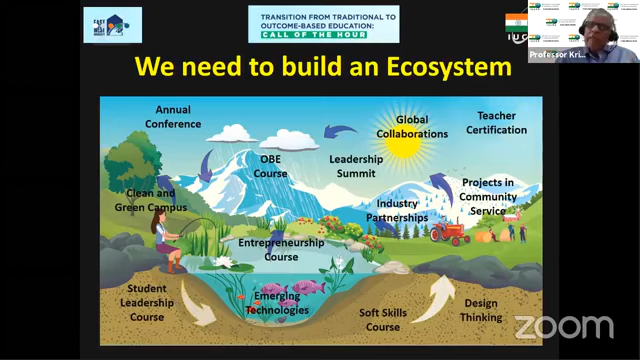 TRANSITION FROM TRADITIONAL TO
OUTCOME-BASED EDUCATION:
CALL OF THE HOUR
IUC
Professor Kri...
We need to build an Ecosystem
Annual
Conference
Global
Collaborations
Teacher
Certification
OBE
Course
Leadership
Summit
Clean and
Green Campus
Industry
Partnerships
Projects in
Community
Service
Entrepreneurship
Course
Student
Leadership
Course
Emerging
Technologies
Soft Skills
Course
Design
Thinking
zoom